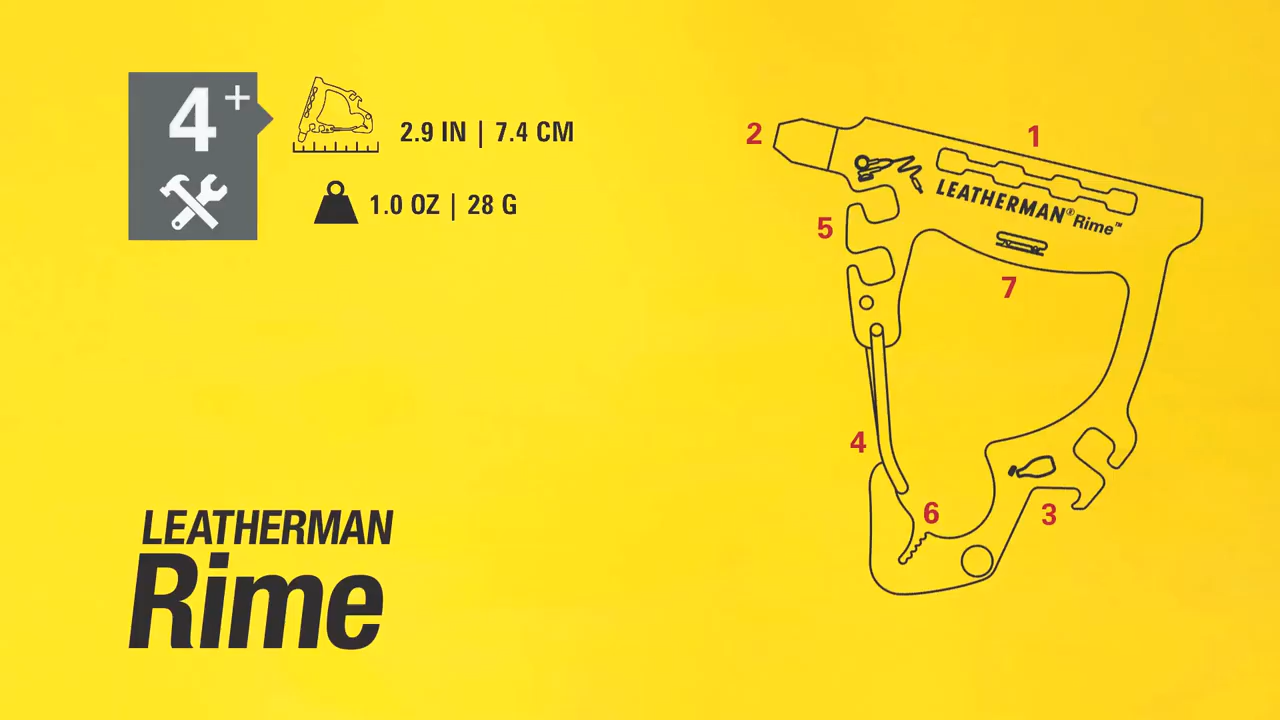 4+
2.9 IN | 7.4 CM
1.0 OZ | 28 G
1
2
LEATHERMAN® Rime™
5
7
4
6
3
LEATHERMAN
Rime